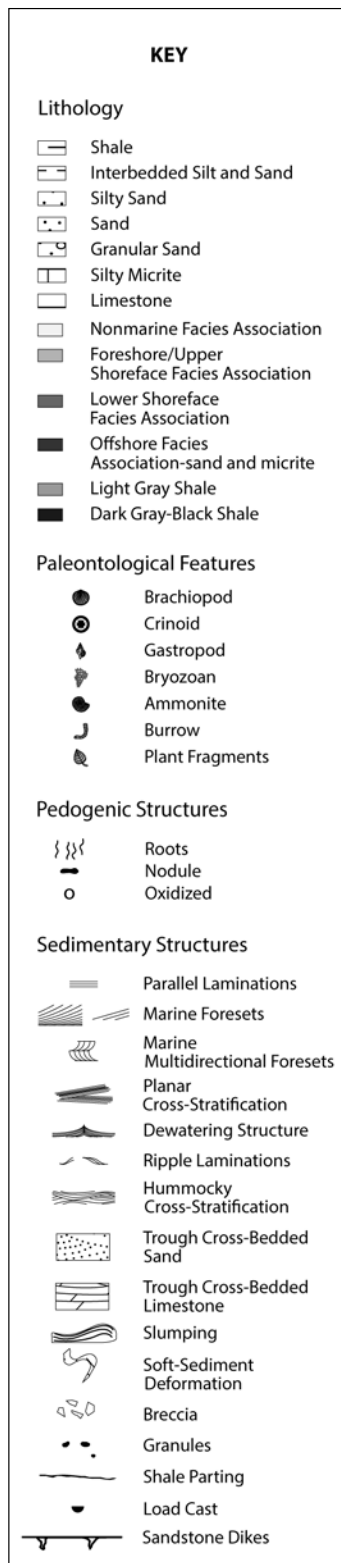 KEY
Lithology
Shale
Interbedded Silt and Sand
Silty Sand
Sand
Granular Sand
Silty Micrite
Limestone
Nonmarine Facies Association
Foreshore/Upper
Shoreface Facies Association
Lower Shoreface
Facies Association
Offshore Facies
Association-sand and micrite
Light Gray Shale
Dark Gray-Black Shale
Paleontological Features
Brachiopod
Crinoid
Gastropod
Bryozoan
Ammonite
Burrow
Plant Fragments
Pedogenic Structures
Roots
Nodule
Oxidized
Sedimentary Structures
Parallel Laminations
Marine Foresets
Marine
Multidirectional Foresets
Planar
Cross-Stratification
Dewatering Structure
Ripple Laminations
Hummocky
Cross-Stratification
Trough Cross-Bedded
Sand
Trough Cross-Bedded
Limestone
Slumping
Soft-Sediment
Deformation
Breccia
Granules
Shale Parting
Load Cast
Sandstone Dikes